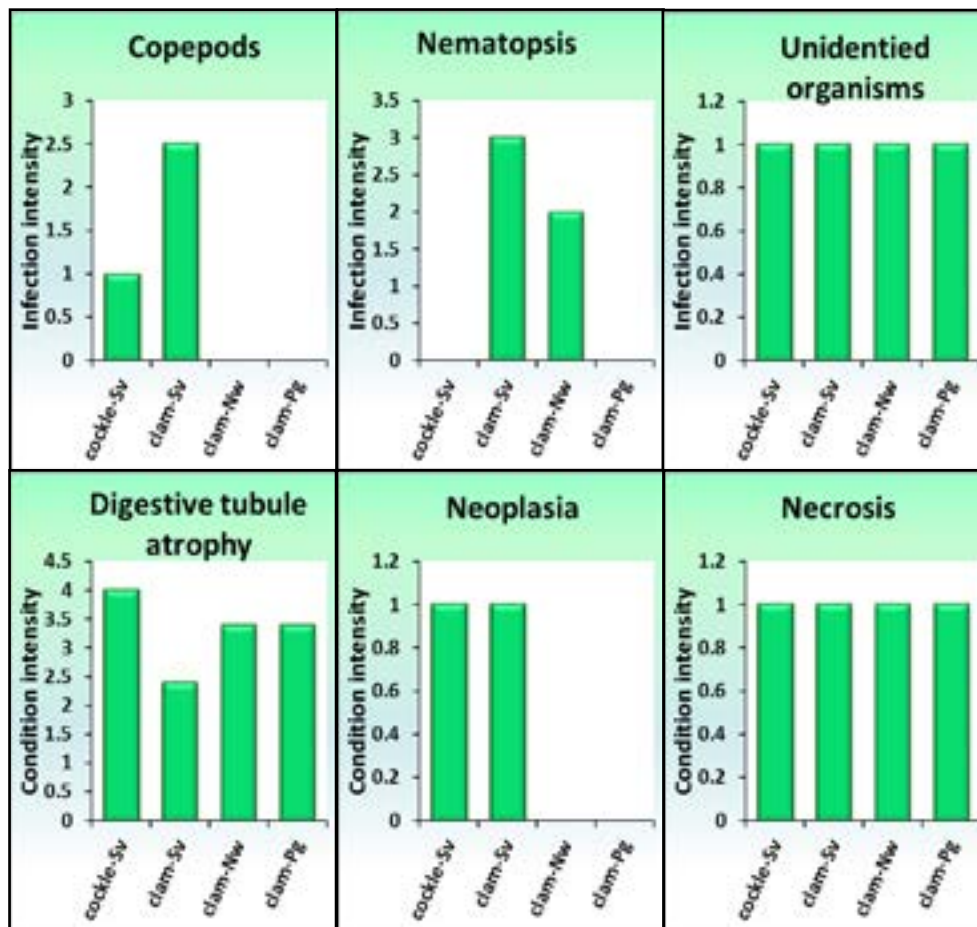 Copepods
Infection intensity
3
2.5
2
1.5
1
0.5
0
cockle-Sv
clam-Sv
clam-Nw
clam-Pg
Nematopsis
Infection intensity
3.5
3
2.5
2
1.5
1
0.5
0
cockle-Sv
clam-Sv
clam-Nw
clam-Pg
Unidentied
organisms
Infection intensity
1.2
1
0.8
0.6
0.4
0.2
0
cockle-Sv
clam-Sv
clam-Nw
clam-Pg
Digestive tubule
atrophy
Condition intensity
4.5
4
3.5
3
2.5
2
1.5
1
0.5
0
cockle-Sv
clam-Sv
clam-Nw
clam-Pg
Neoplasia
Condition intensity
1.2
1
0.8
0.6
0.4
0.2
0
cockle-Sv
clam-Sv
clam-Nw
clam-Pg
Necrosis
Condition intensity
1.2
1
0.8
0.6
0.4
0.2
0
cockle-Sv
clam-Sv
clam-Nw
clam-Pg